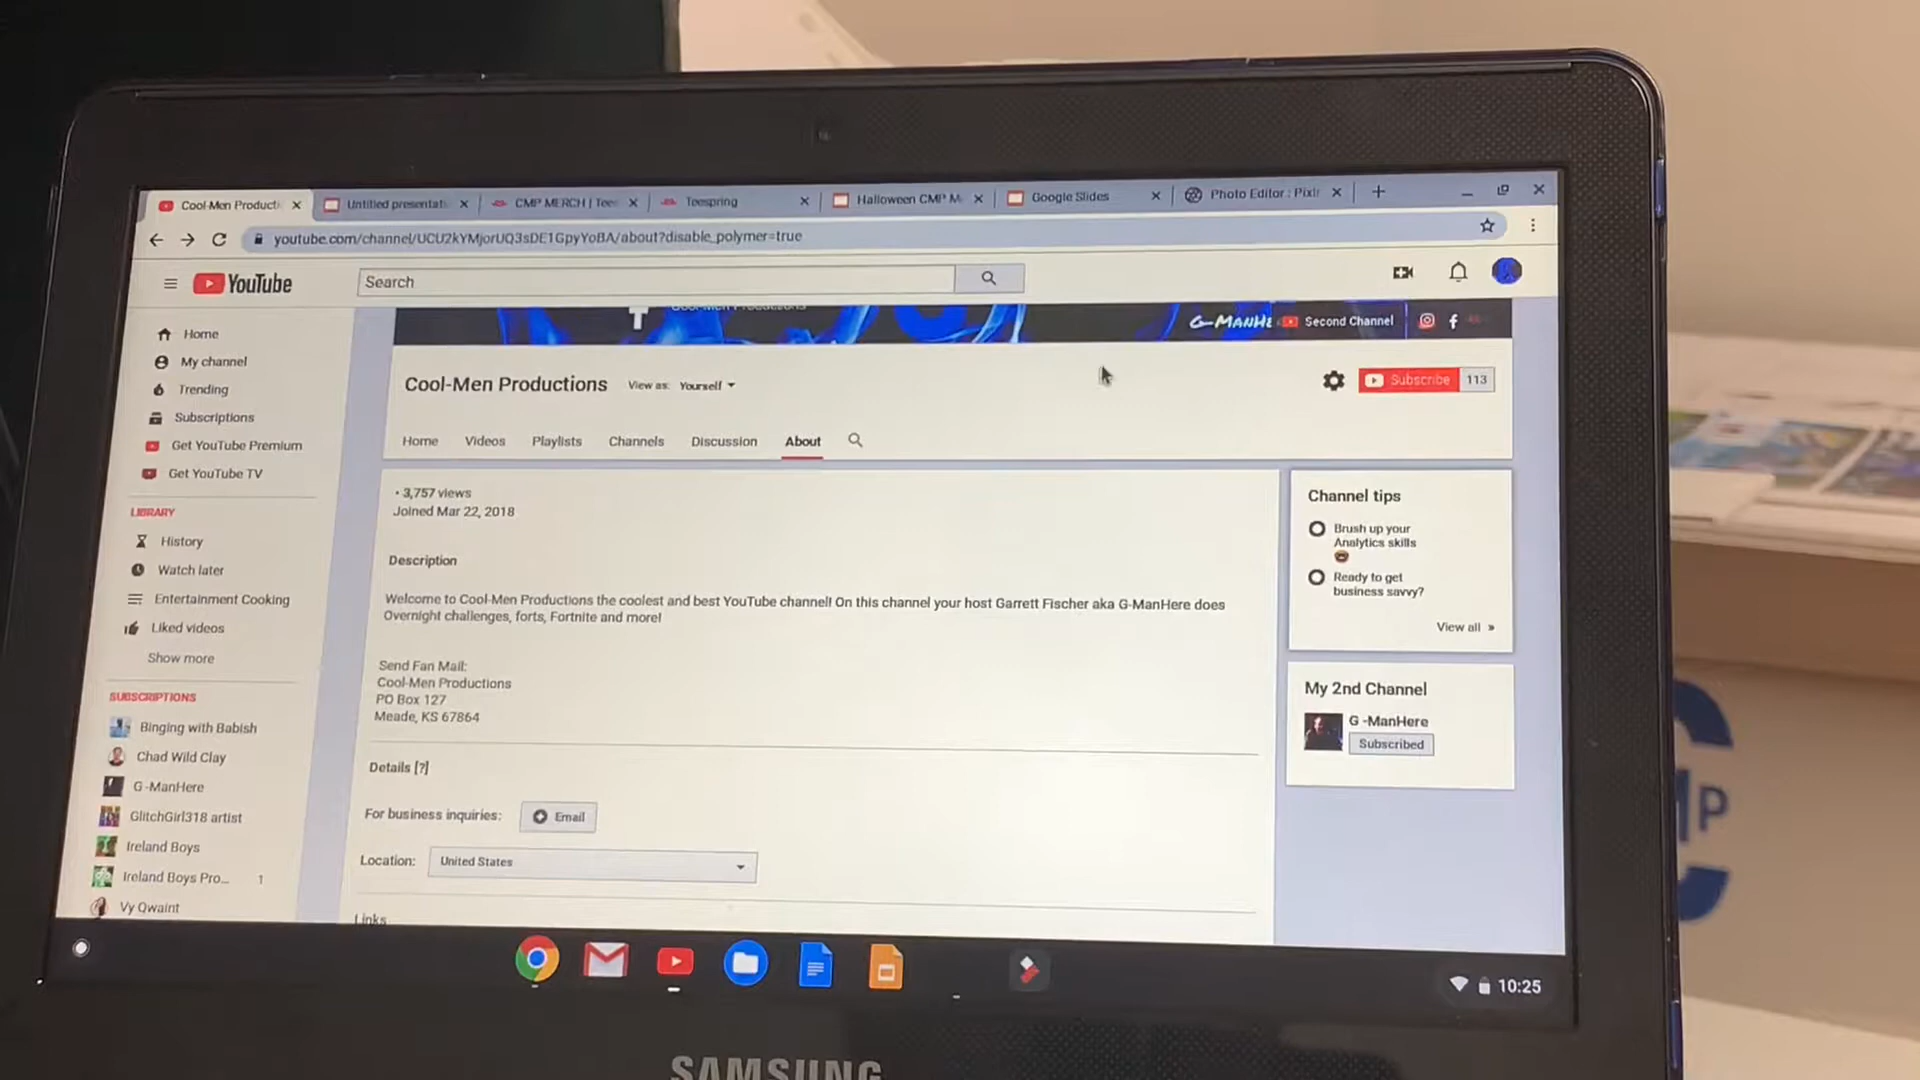 Cool-Men Producti
Untitled presentati
CMP MERCH | Tees
Teespring
Halloween CMP M
Google Slides
Photo Editor : Pixlr
youtube.com/channel/UCU2kYMjorUQ3sDE1GpyYoBA/about?disable_polymer=true
YouTube
Search
G-MANHE
Second Channel
Home
My channel
Trending
Subscriptions
Get YouTube Premium
Get YouTube TV
LIBRARY
History
Watch later
Entertainment Cooking
Liked videos
Show more
SUBSCRIPTIONS
Binging with Babish
Chad Wild Clay
G -ManHere
GlitchGirl318 artist
Ireland Boys
Ireland Boys Pro... 1
Vy Qwaint
Cool-Men Productions
View as: Yourself
Subscribe 113
Home Videos Playlists Channels Discussion About
• 3,757 views
Joined Mar 22, 2018
Description
Welcome to Cool-Men Productions the coolest and best YouTube channel! On this channel your host Garrett Fischer aka G-ManHere does
Overnight challenges, forts, Fortnite and more!
Send Fan Mail:
Cool-Men Productions
PO Box 127
Meade, KS 67864
Details [?]
For business inquiries: Email
Location: United States
Links
Channel tips
Brush up your
Analytics skills
Ready to get
business savvy?
View all »
My 2nd Channel
G -ManHere
Subscribed
10:25
SAMSUNG